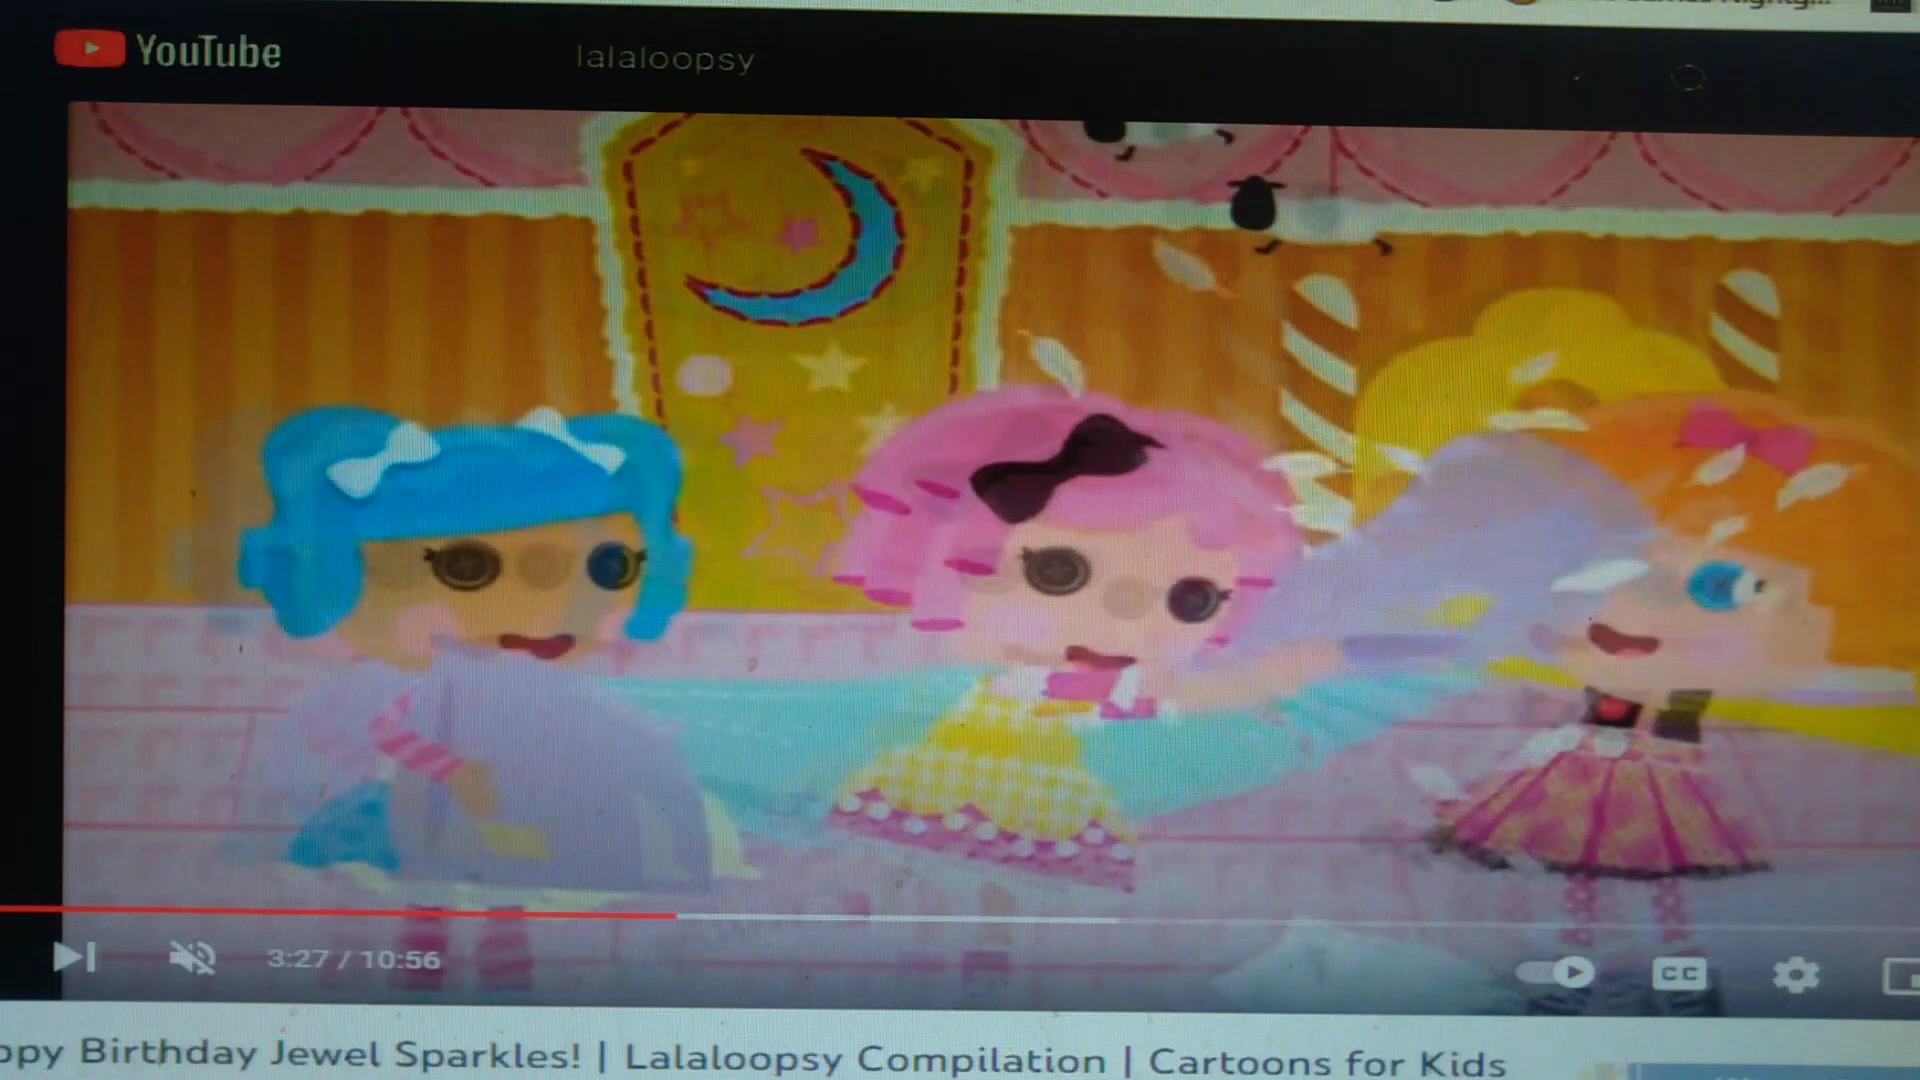 YouTube
lalaloopsy
3:27 / 10:56
CC
ppy Birthday Jewel Sparkles! | Lalaloopsy Compilation | Cartoons for Kids